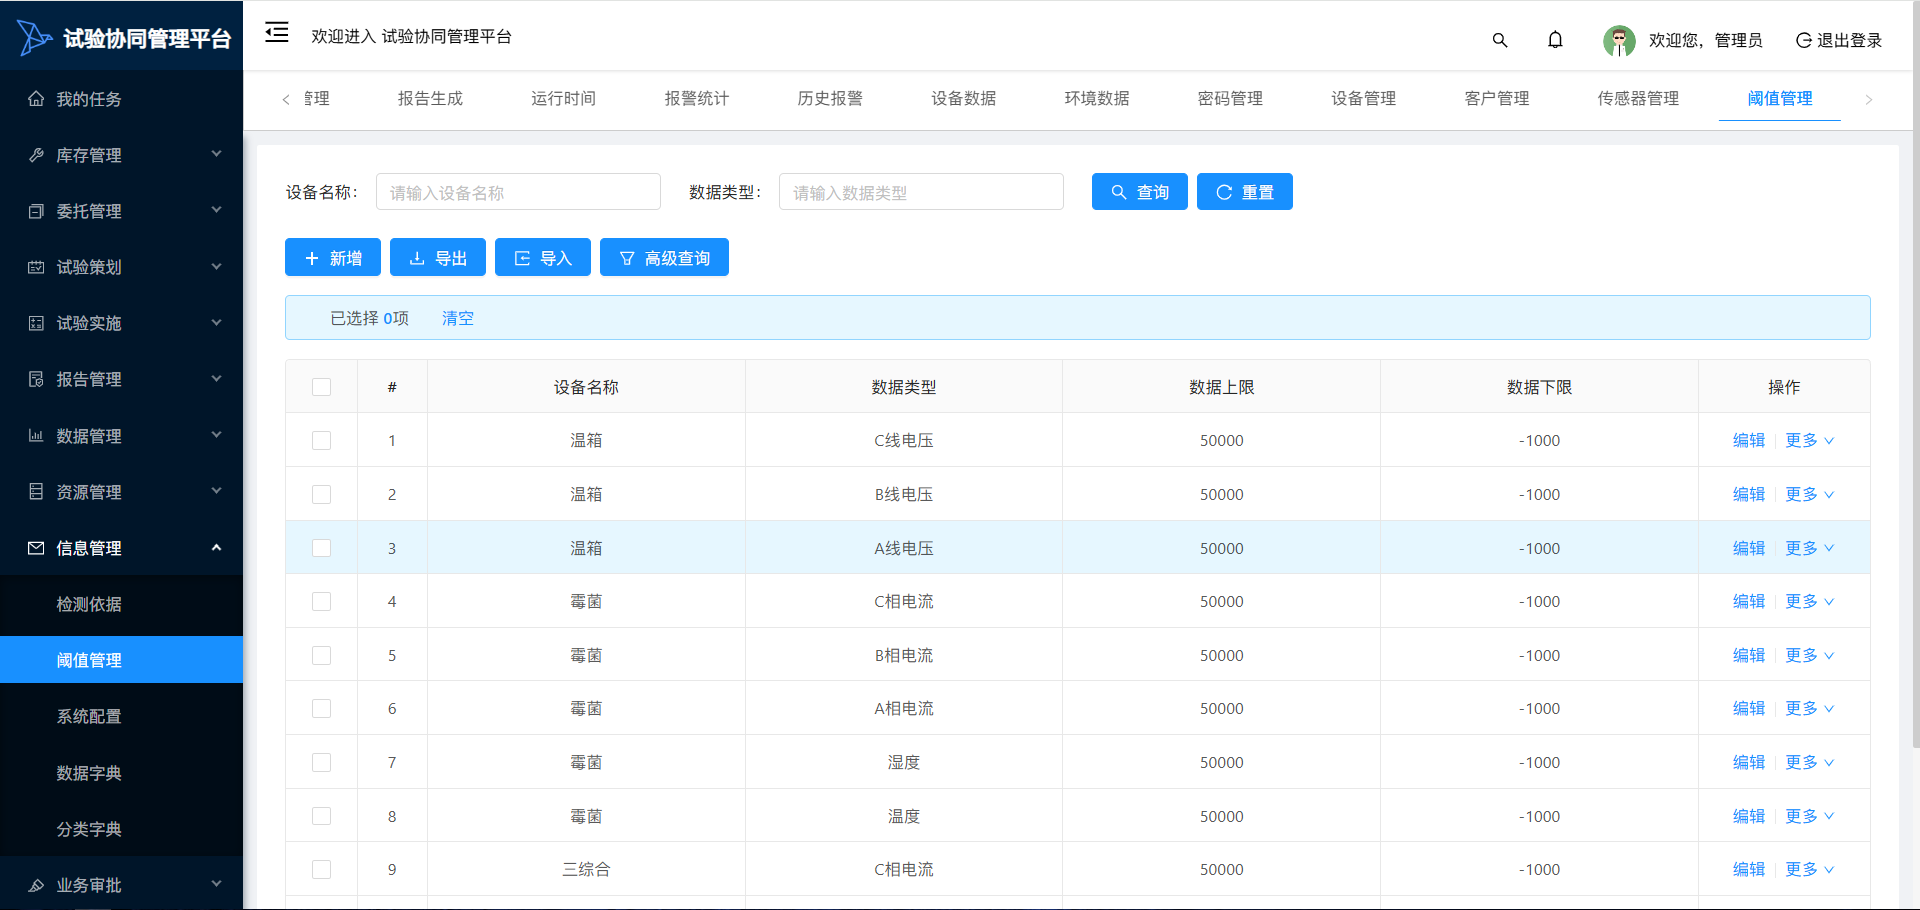 试验协同管理平台
欢迎进入 试验协同管理平台
欢迎您，管理员
退出登录
管理
报告生成
运行时间
报警统计
历史报警
设备数据
环境数据
密码管理
设备管理
客户管理
传感器管理
阈值管理
我的任务
库存管理
委托管理
试验策划
试验实施
报告管理
数据管理
资源管理
信息管理
检测依据
阈值管理
系统配置
数据字典
分类字典
业务审批
设备名称： 请输入设备名称 数据类型： 请输入数据类型 查询 重置
新增 导出 导入 高级查询
已选择 0项 清空
# 设备名称 数据类型 数据上限 数据下限 操作
1 温箱 C线电压 50000 -1000 编辑 更多
2 温箱 B线电压 50000 -1000 编辑 更多
3 温箱 A线电压 50000 -1000 编辑 更多
4 霉菌 C相电流 50000 -1000 编辑 更多
5 霉菌 B相电流 50000 -1000 编辑 更多
6 霉菌 A相电流 50000 -1000 编辑 更多
7 霉菌 湿度 50000 -1000 编辑 更多
8 霉菌 温度 50000 -1000 编辑 更多
9 三综合 C相电流 50000 -1000 编辑 更多